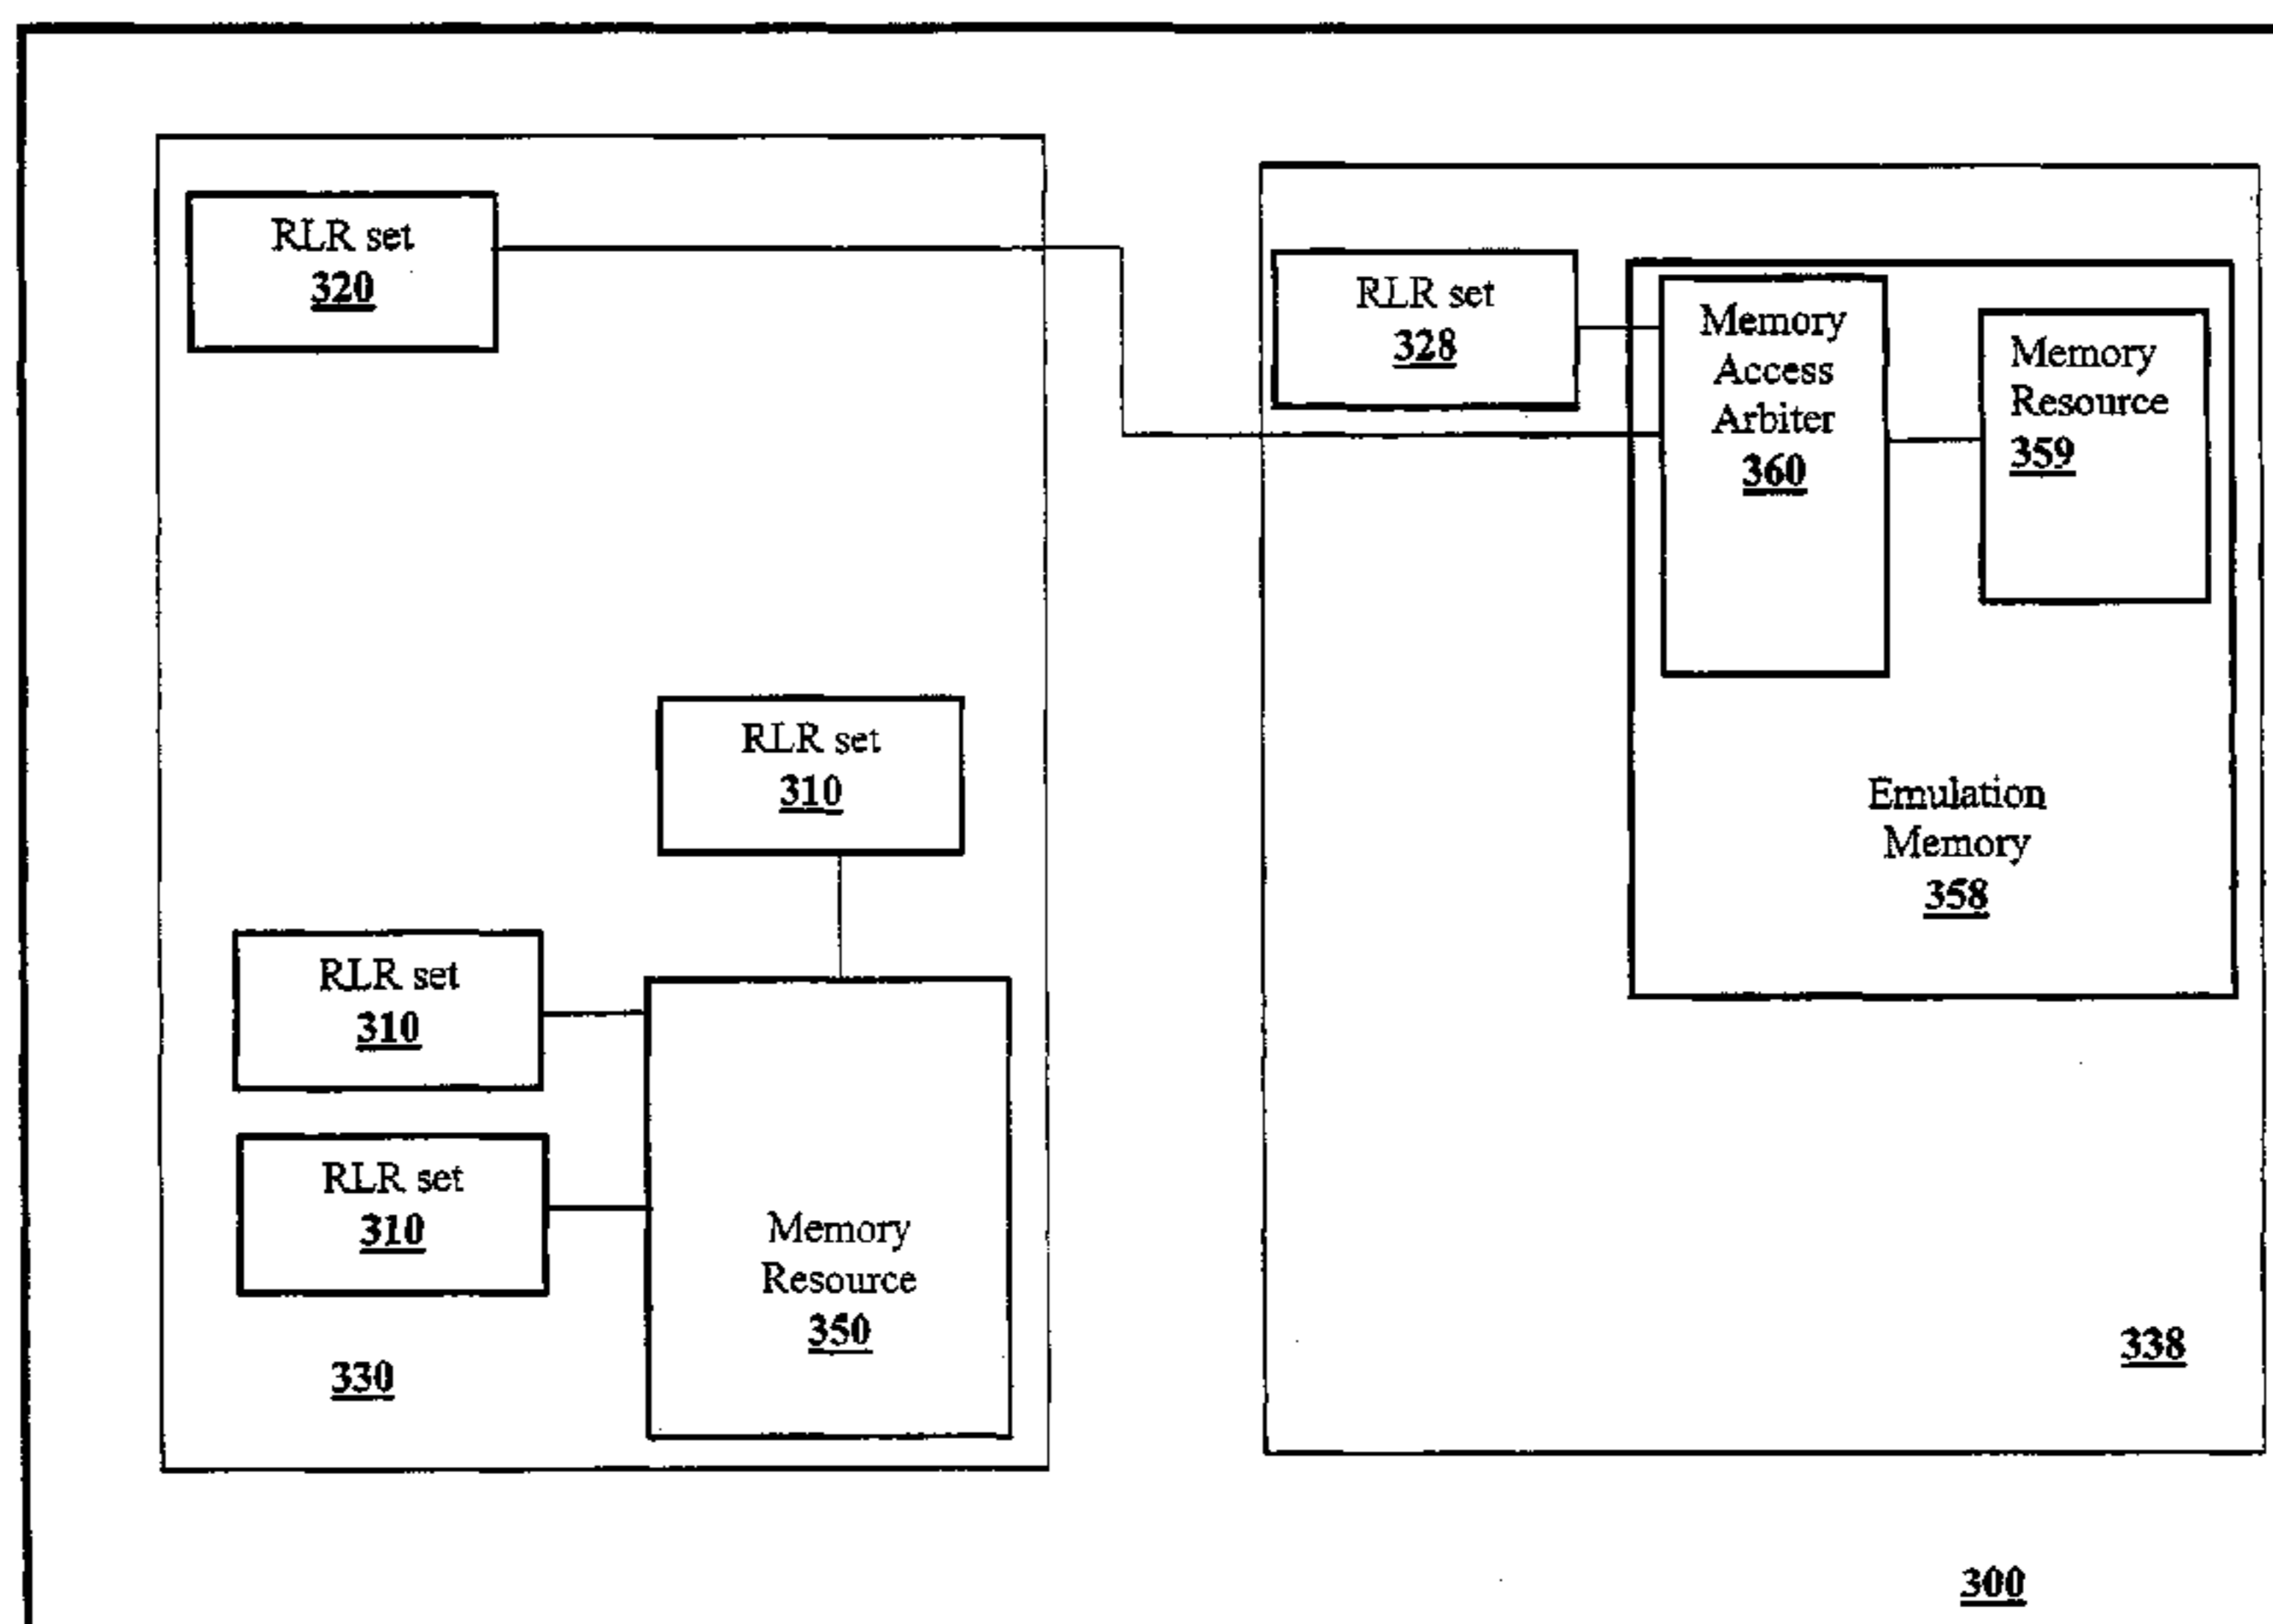 RLR set
320
RLR set
328
Memory
Access
Arbiter
360
Memory
Resource
359
RLR set
310
Emulation
Memory
358
RLR set
310
RLR set
310
Memory
Resource
350
330
338
300